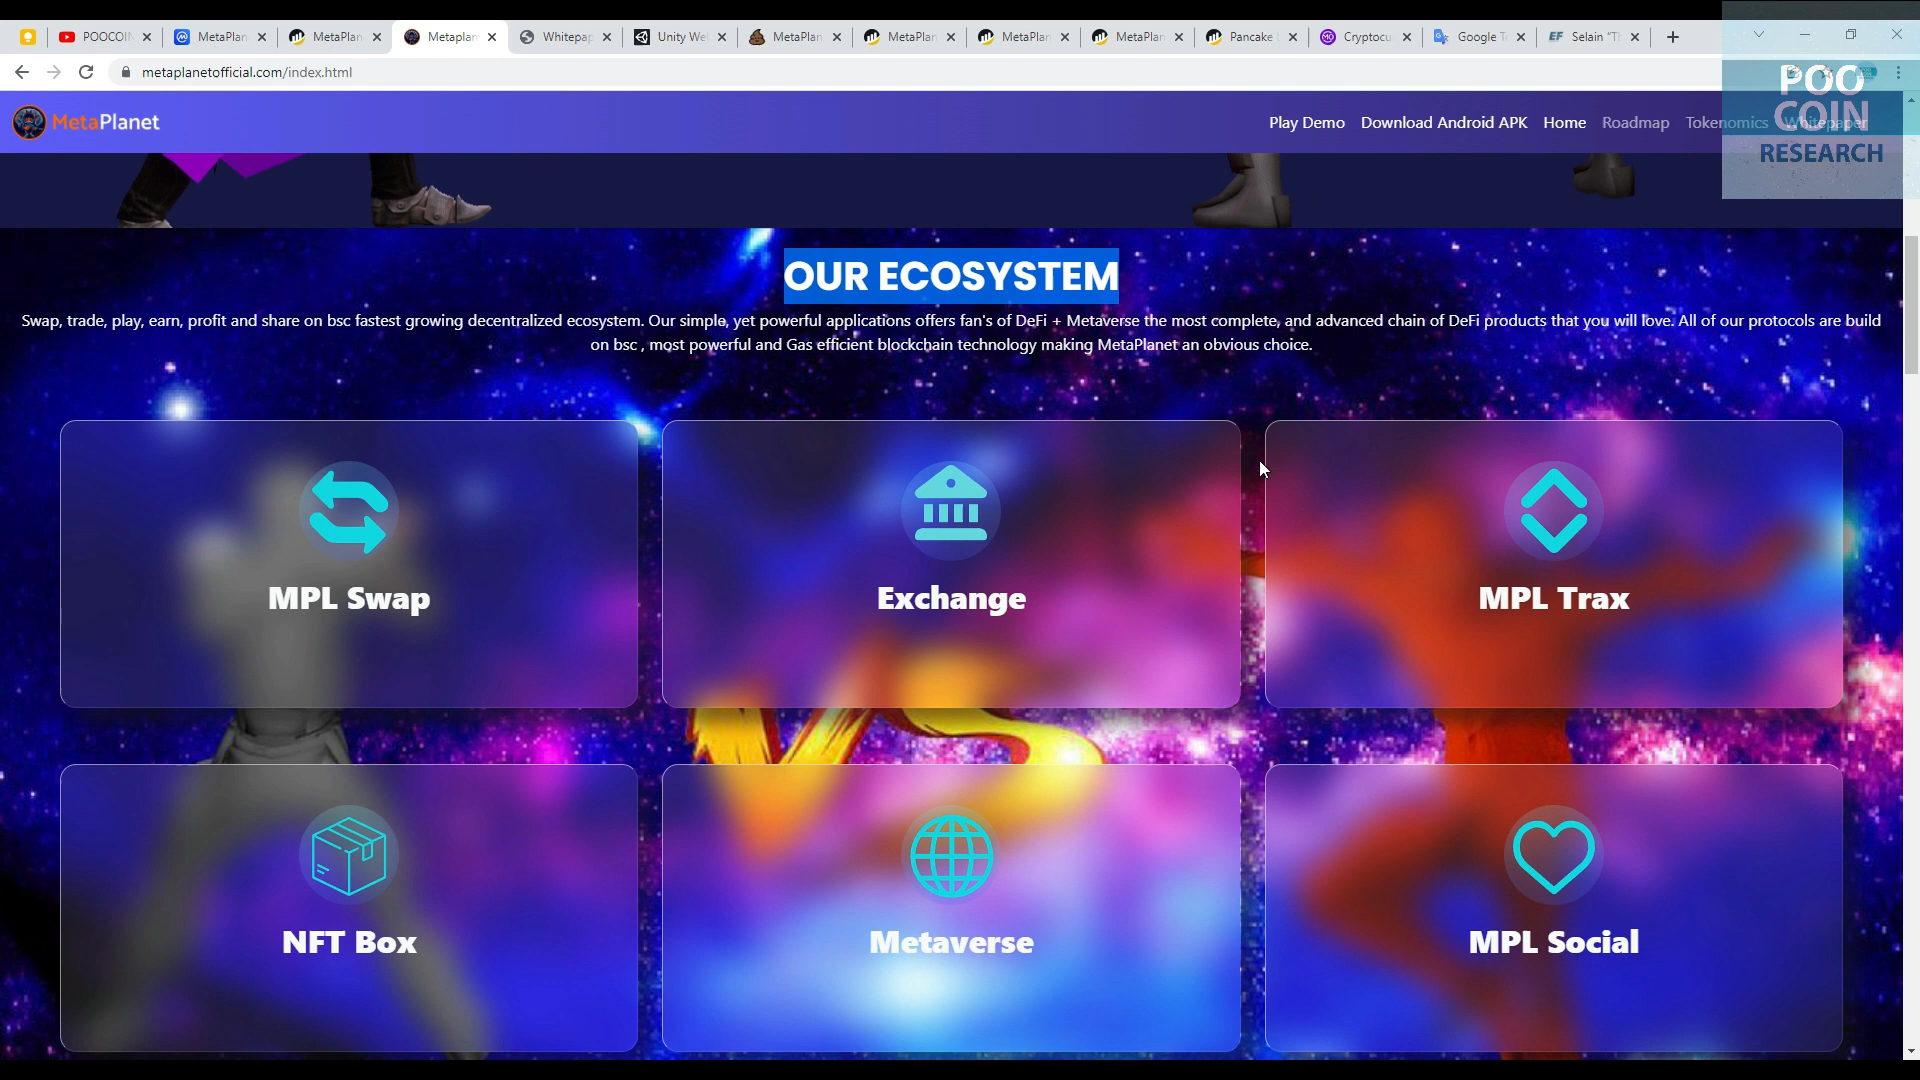 POOCOIN
MetaPlan
MetaPlan
Metaplan
Whitepap
Unity We
MetaPlan
MetaPlan
MetaPlan
MetaPlan
Pancake
Cryptocu
Google T
EF Selain "T
metaplanetofficial.com/index.html
MetaPlanet
Play Demo Download Android APK Home Roadmap Tokenomics Whitepaper
POO
COIN
RESEARCH
OUR ECOSYSTEM
Swap, trade, play, earn, profit and share on bsc fastest growing decentralized ecosystem. Our simple, yet powerful applications offers fan's of DeFi + Metaverse the most complete, and advanced chain of DeFi products that you will love. All of our protocols are build
on bsc , most powerful and Gas efficient blockchain technology making MetaPlanet an obvious choice.
MPL Swap
Exchange
MPL Trax
VS
NFT Box
Metaverse
MPL Social